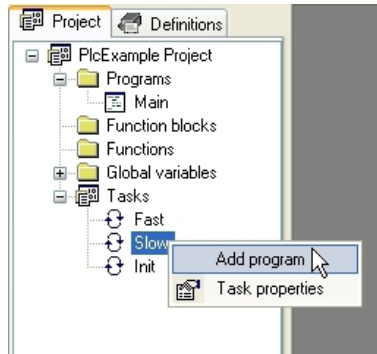 Project Definitions
PlcExample Project
Programs
Main
Function blocks
Functions
Global variables
Tasks
Fast
Slow
Add program
Init
Task properties